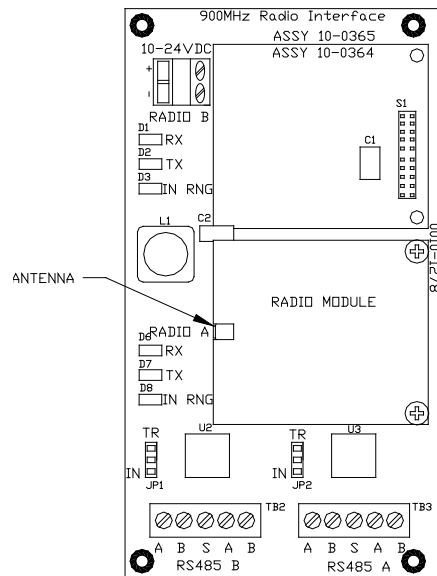 900MHz Radio Interface
ASSY 10-0365
10-24VDC
ASSY 10-0364
+
-
S1
RADIO B
D1
RX
C1
D2
TX
D3
IN RNG
L1
C2
ANTENNA
RADIO MODULE
RADIO A
D6
RX
D7
TX
D8
IN RNG
TR
U2
TR
U3
IN
JP1
IN
JP2
TB2
TB3
A B S A B
A B S A B
RS485 B
RS485 A